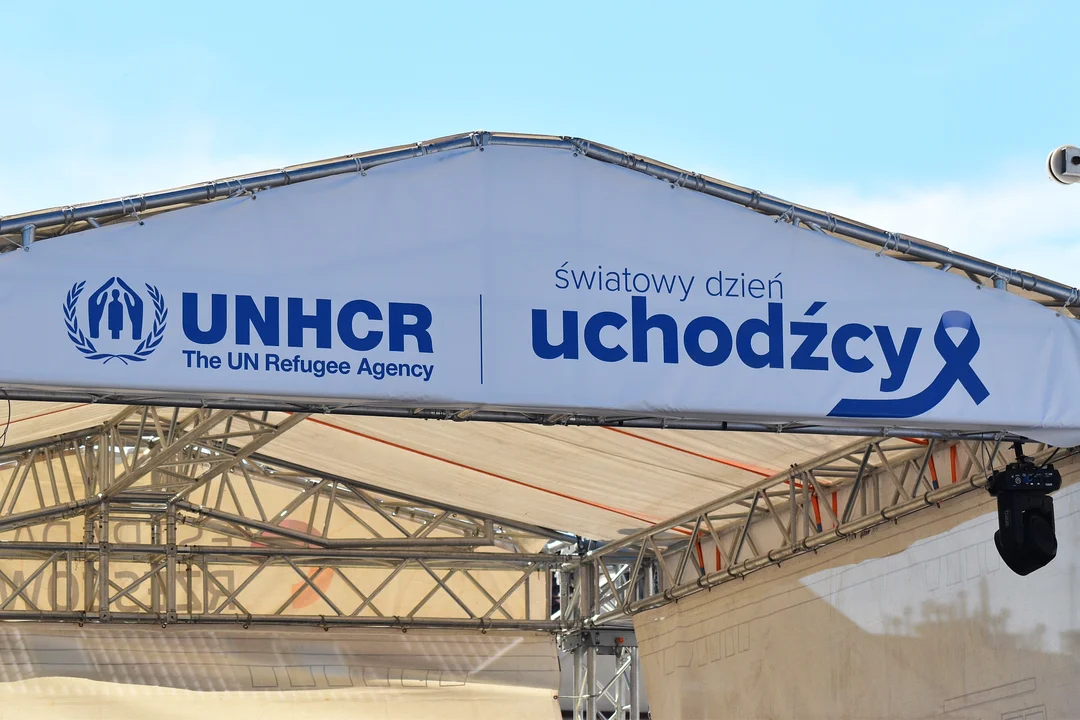 UNHCR
The UN Refugee Agency
światowy dzień
uchodźcy